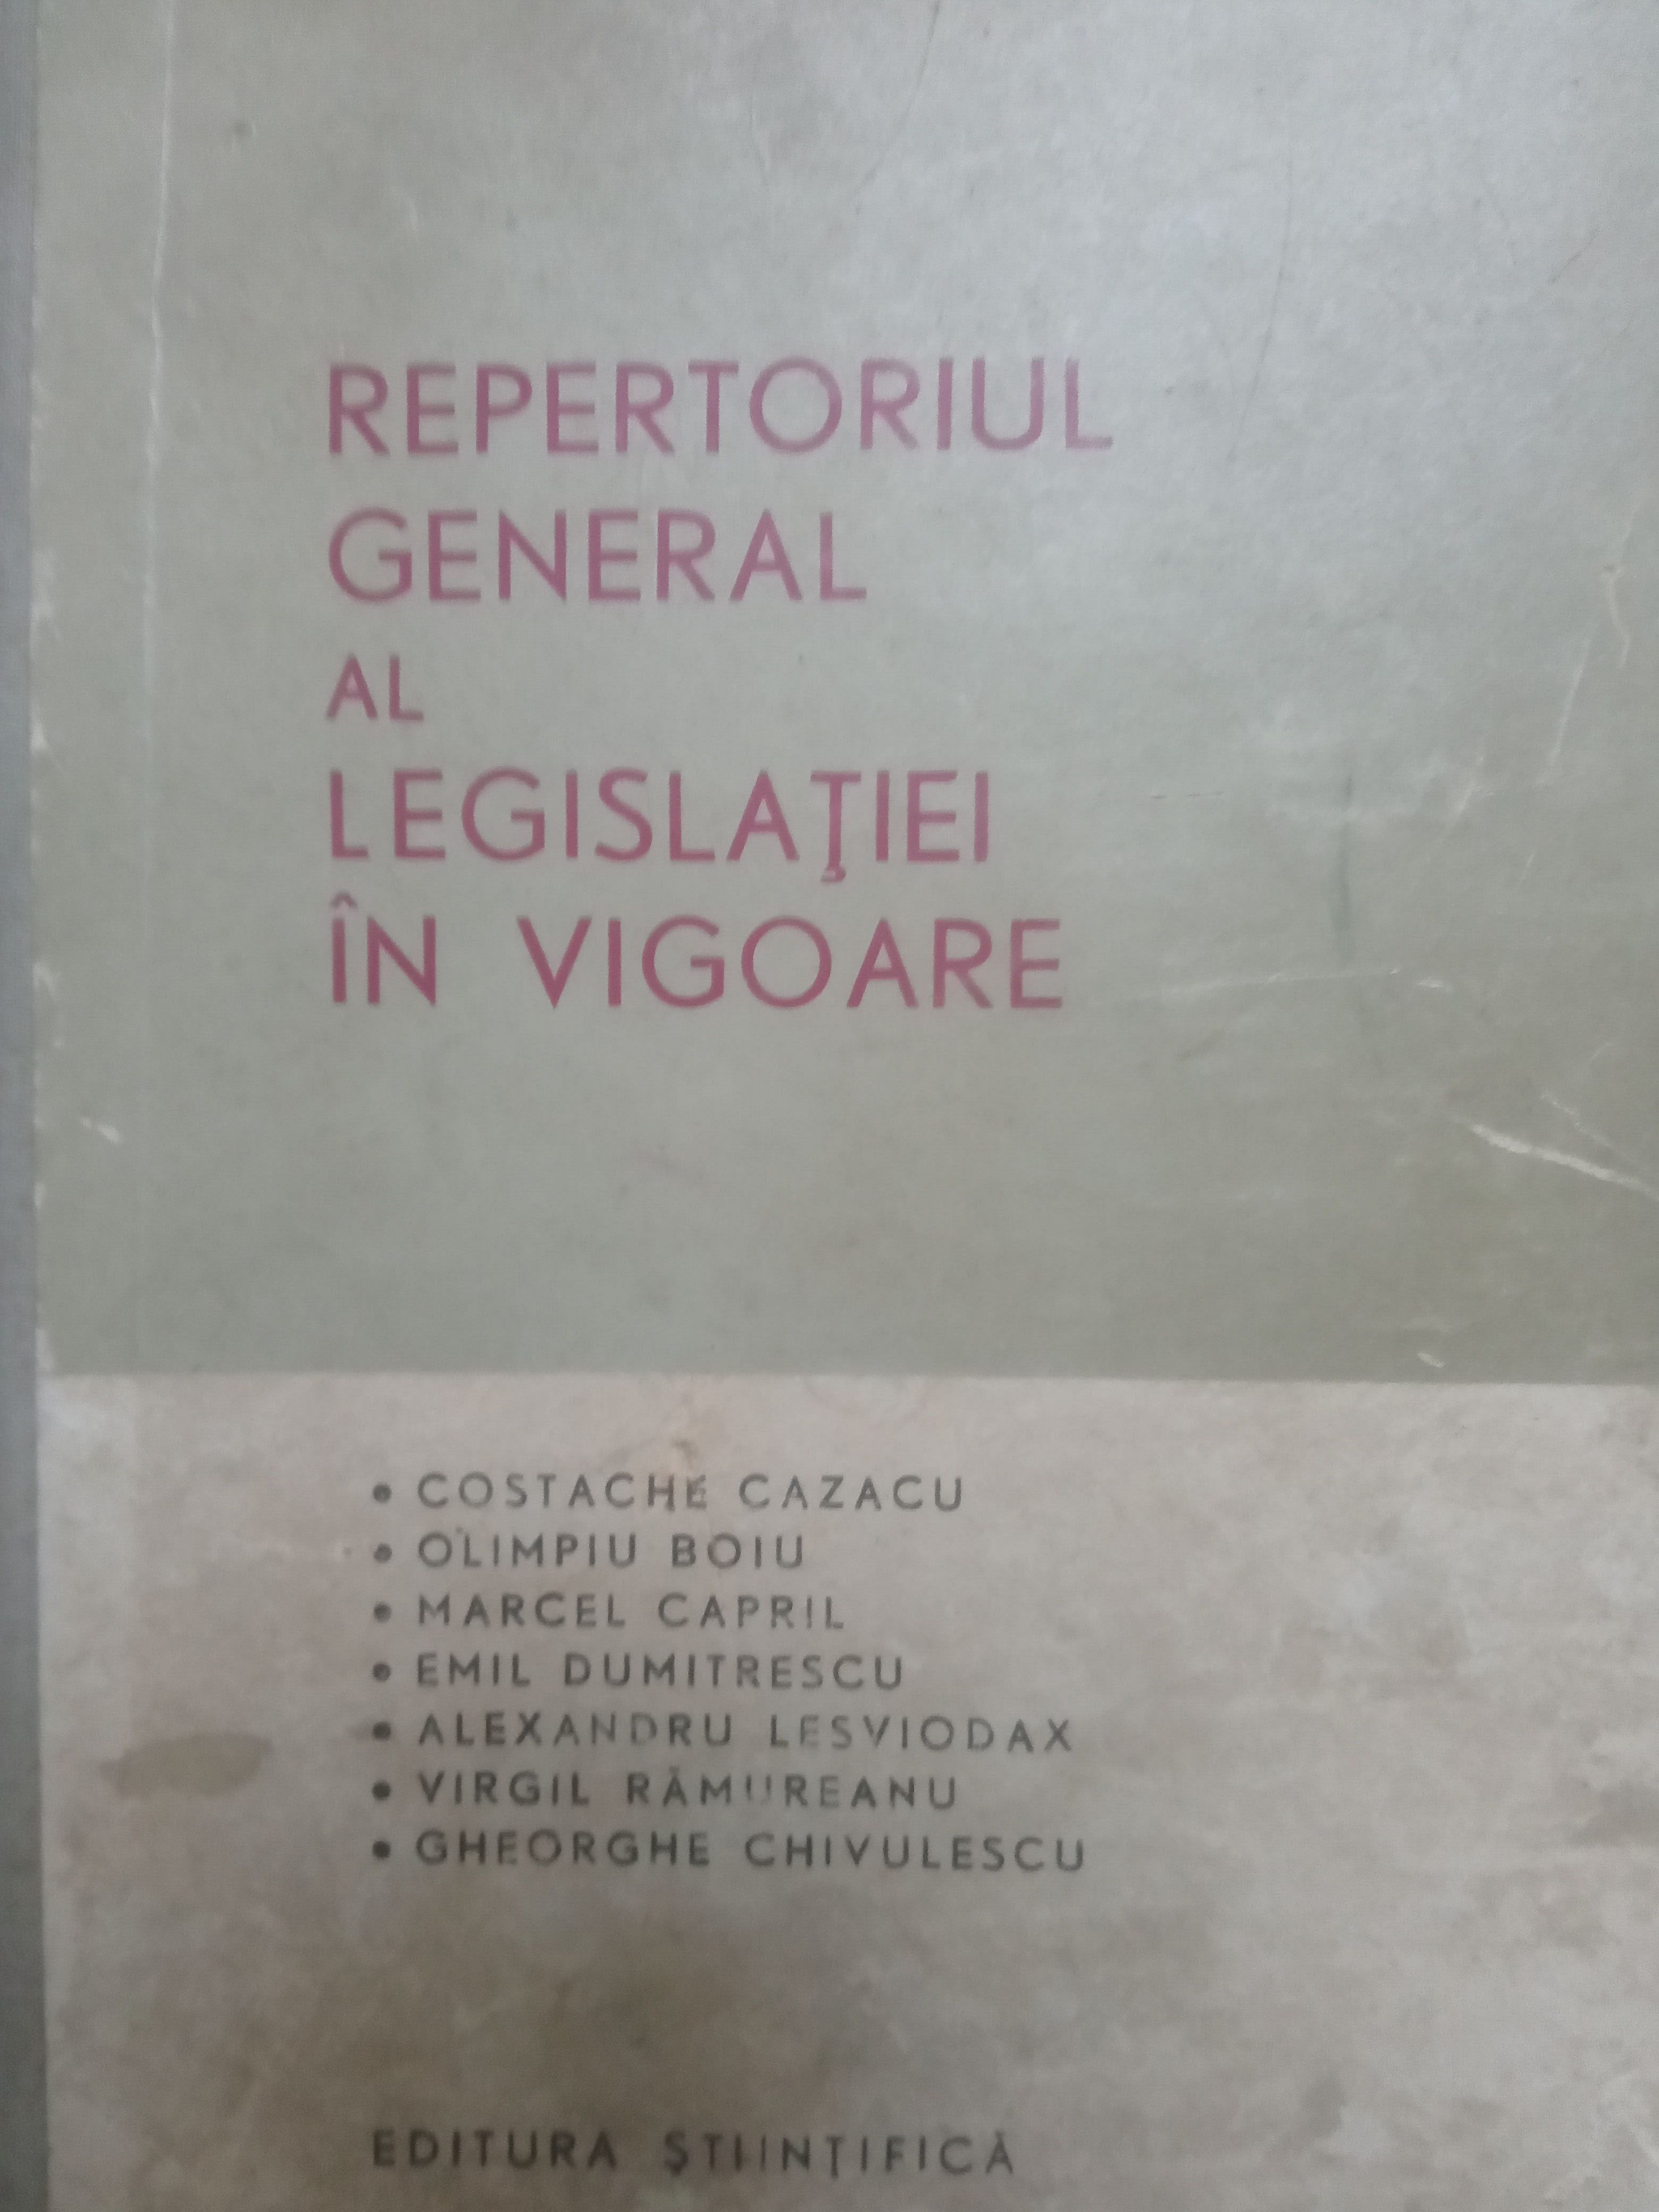 REPERTORIUL
GENERAL
AL
LEGISLAŢIEI
ÎN VIGOARE
• COSTACHE CAZACU
• OLIMPIU BOIU
• MARCEL CAPRIL
• EMIL DUMITRESCU
• ALEXANDRU LESVIODAX
• VIRGIL RĂMUREANU
• GHEORGHE CHIVULESCU
EDITURA ŞTIINŢIFICĂ